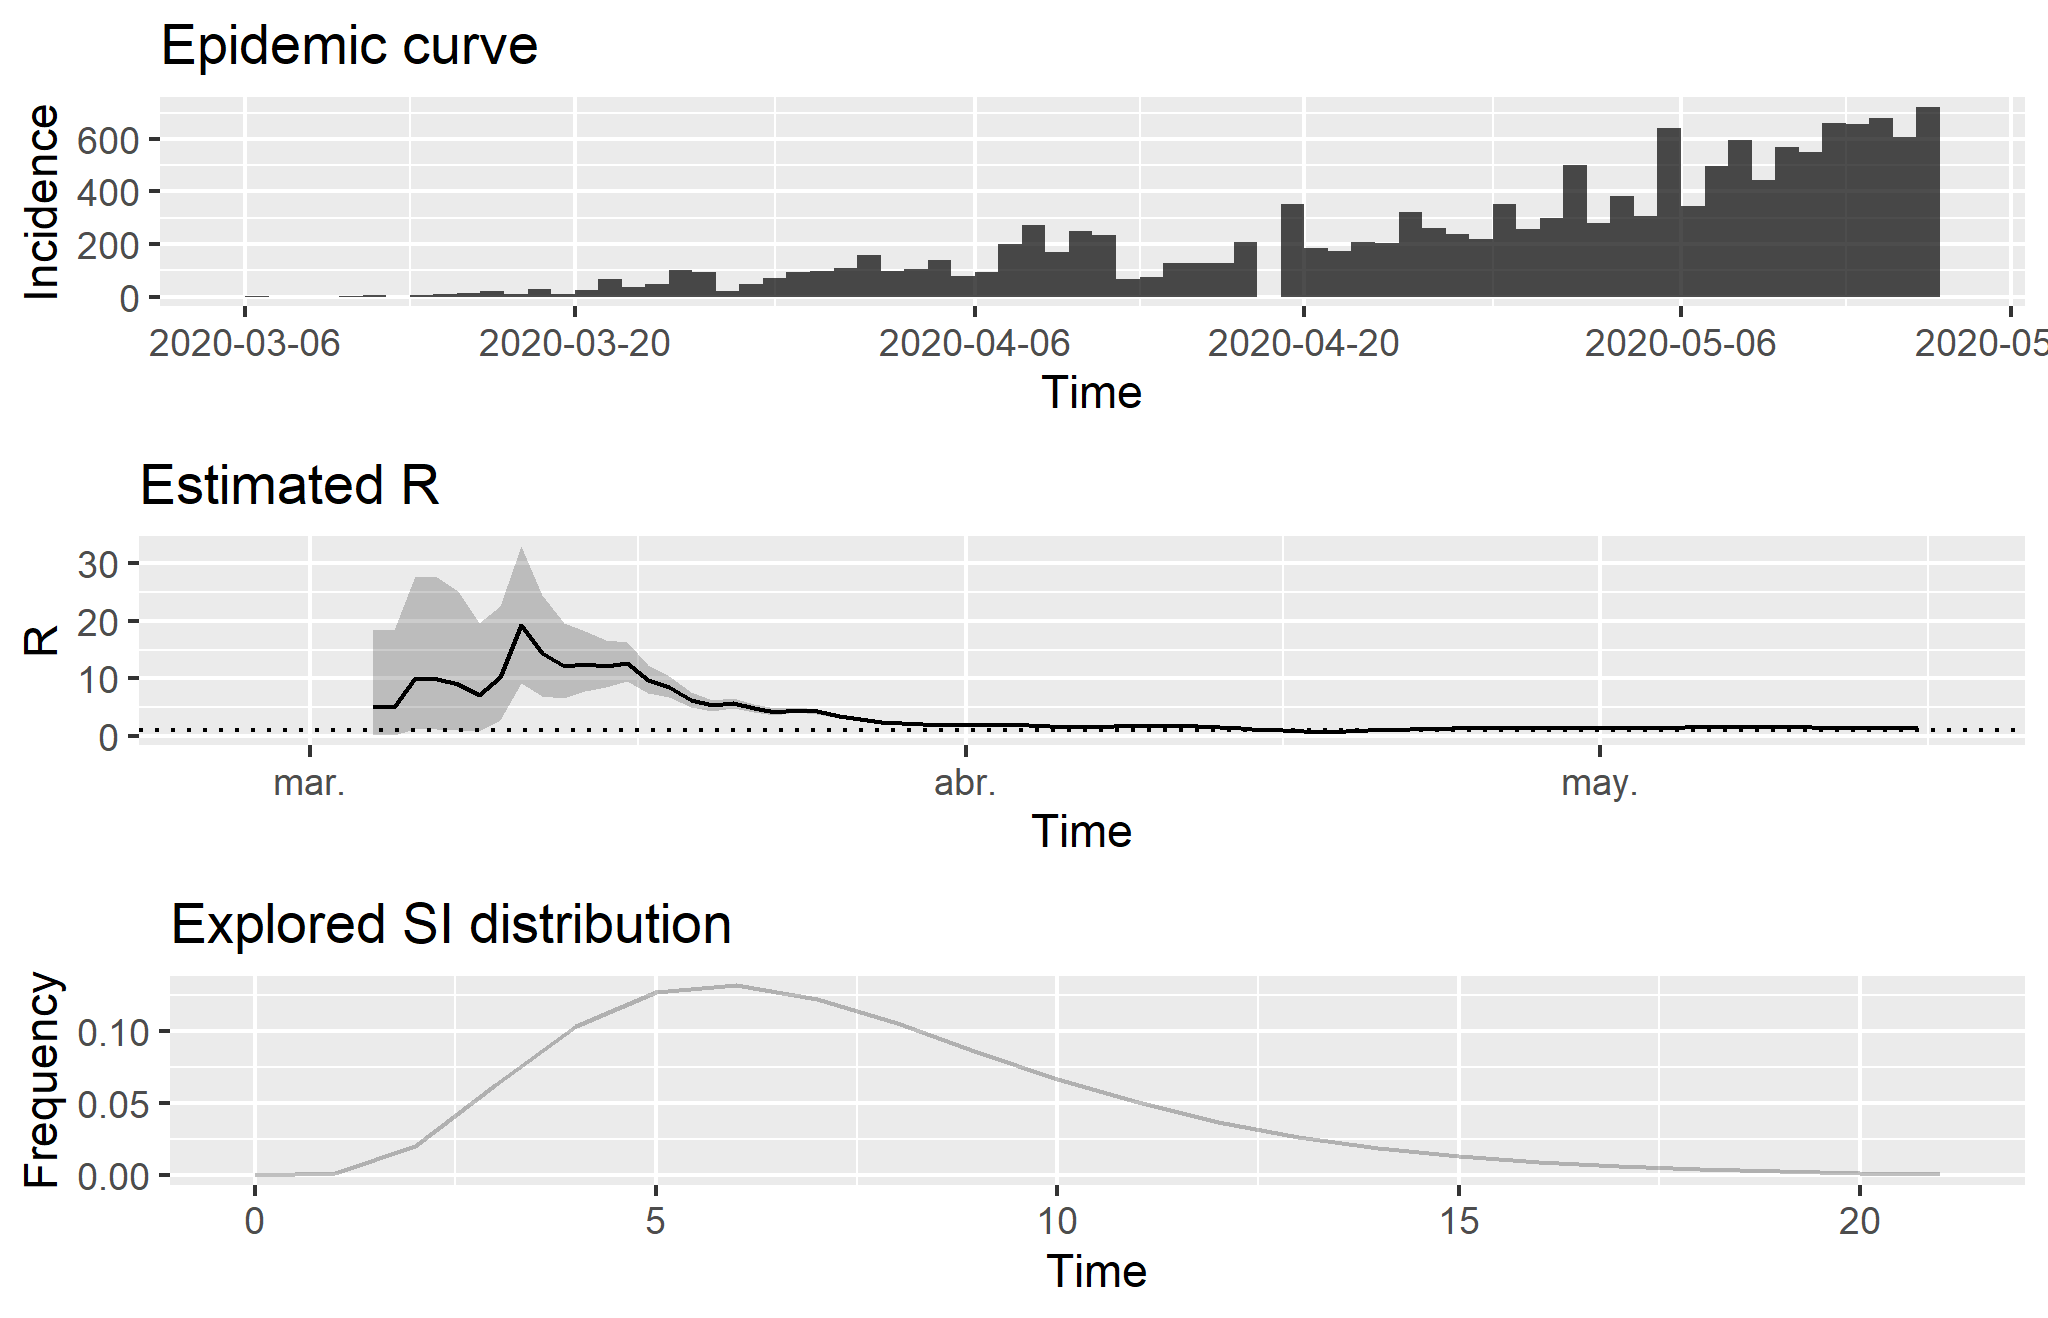 Epidemic curve
Incidence
600
400
200
0
2020-03-06 2020-03-20 2020-04-06 2020-04-20 2020-05-06 2020-05
Time
Estimated R
R
30
20
10
0
mar. abr. may.
Time
Explored SI distribution
Frequency
0.10
0.05
0.00
0 5 10 15 20
Time